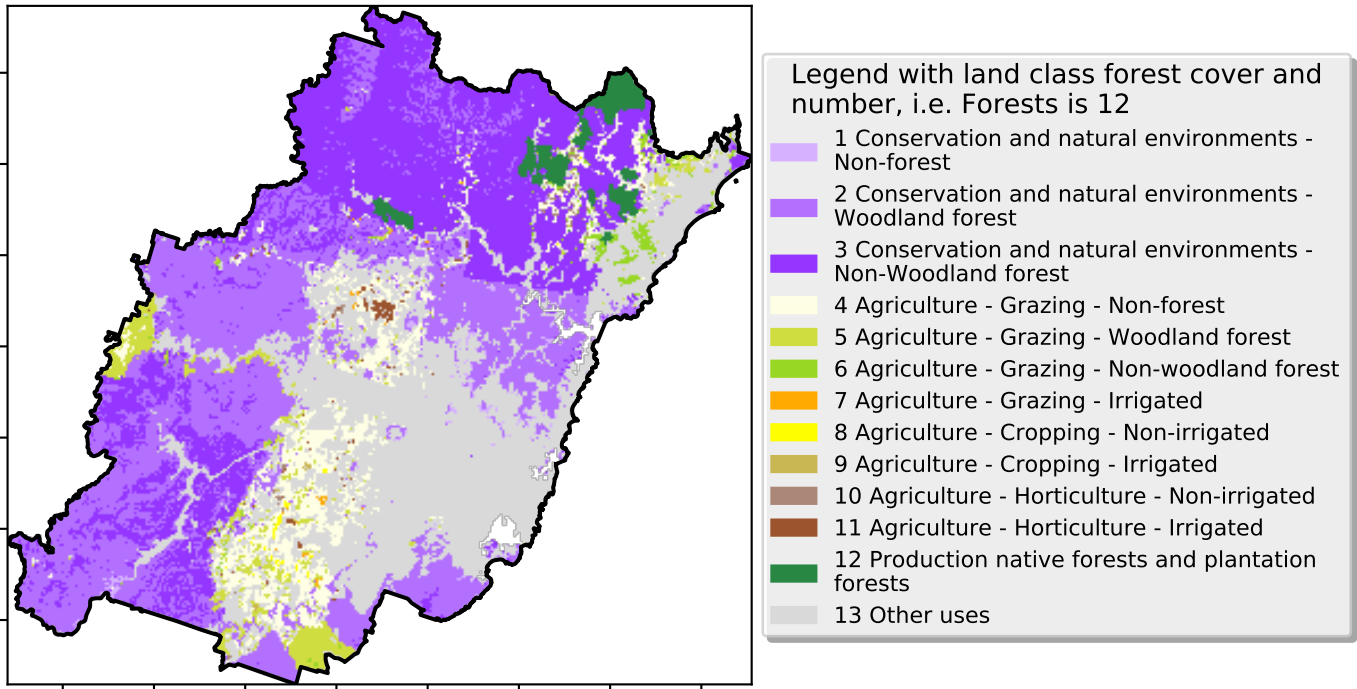 Legend with land class forest cover and
number, i.e. Forests is 12
1 Conservation and natural environments -
Non-forest
2 Conservation and natural environments -
Woodland forest
3 Conservation and natural environments -
Non-Woodland forest
4 Agriculture - Grazing - Non-forest
5 Agriculture - Grazing - Woodland forest
6 Agriculture - Grazing - Non-woodland forest
7 Agriculture - Grazing - Irrigated
8 Agriculture - Cropping - Non-irrigated
9 Agriculture - Cropping - Irrigated
10 Agriculture - Horticulture - Non-irrigated
11 Agriculture - Horticulture - Irrigated
12 Production native forests and plantation
forests
13 Other uses